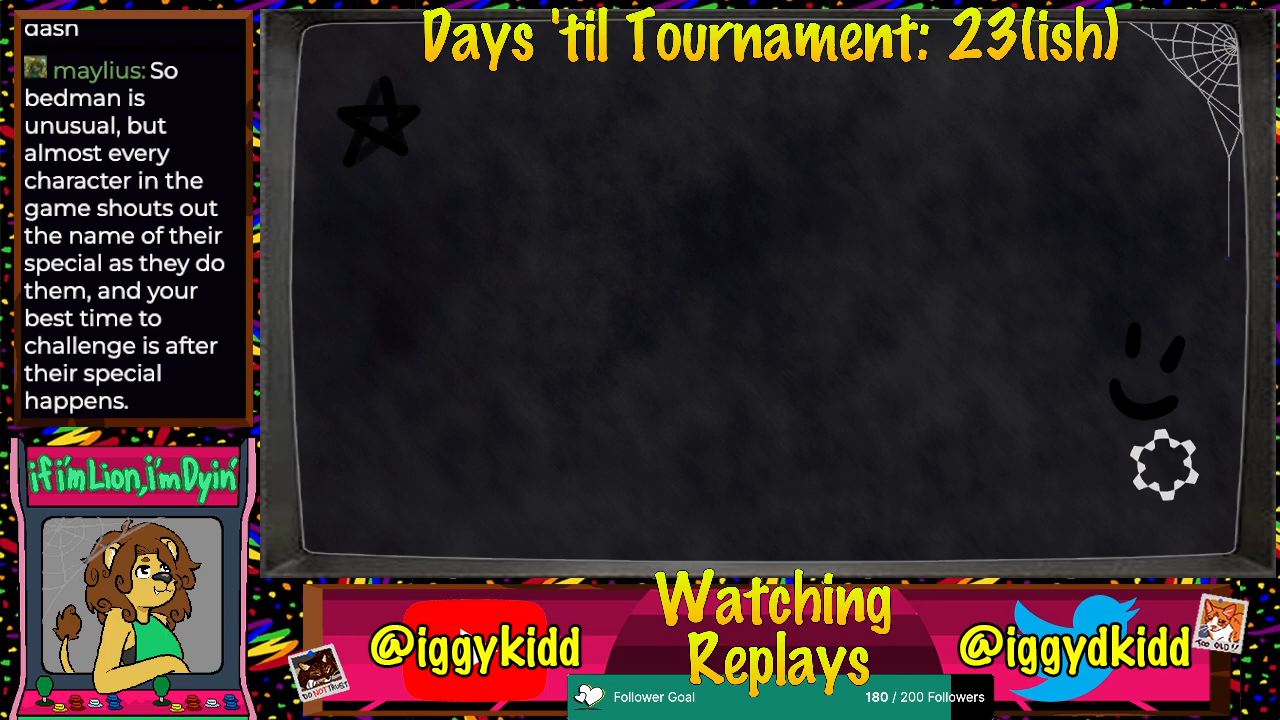 Days 'til Tournament: 23(ish)
dash
maylius: So
bedman is
unusual, but
almost every
character in the
game shouts out
the name of their
special as they do
them, and your
best time to
challenge is after
their special
happens.
if i'm Lion, i'm Dyin'
@iggykidd
Watching
Replays
@iggydkidd
DO NOT TRUST
TOO OLD!!
Follower Goal
180 / 200 Followers